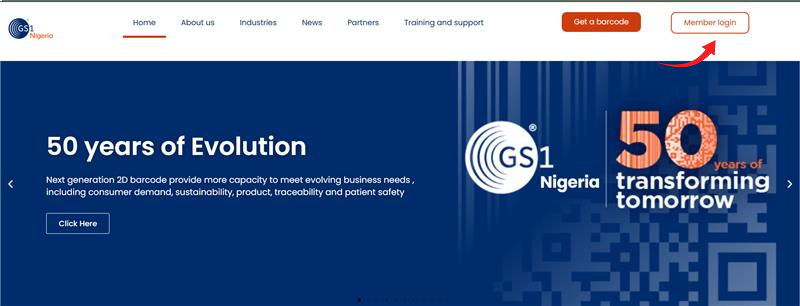 GS1
Nigeria
Home
About us
Industries
News
Partners
Training and support
Get a barcode
Member login
50 years of Evolution
Next generation 2D barcode provide more capacity to meet evolving business needs ,
including consumer demand, sustainability, product, traceability and patient safety
Click Here
GS1®
Nigeria
50
years of
transforming
tomorrow